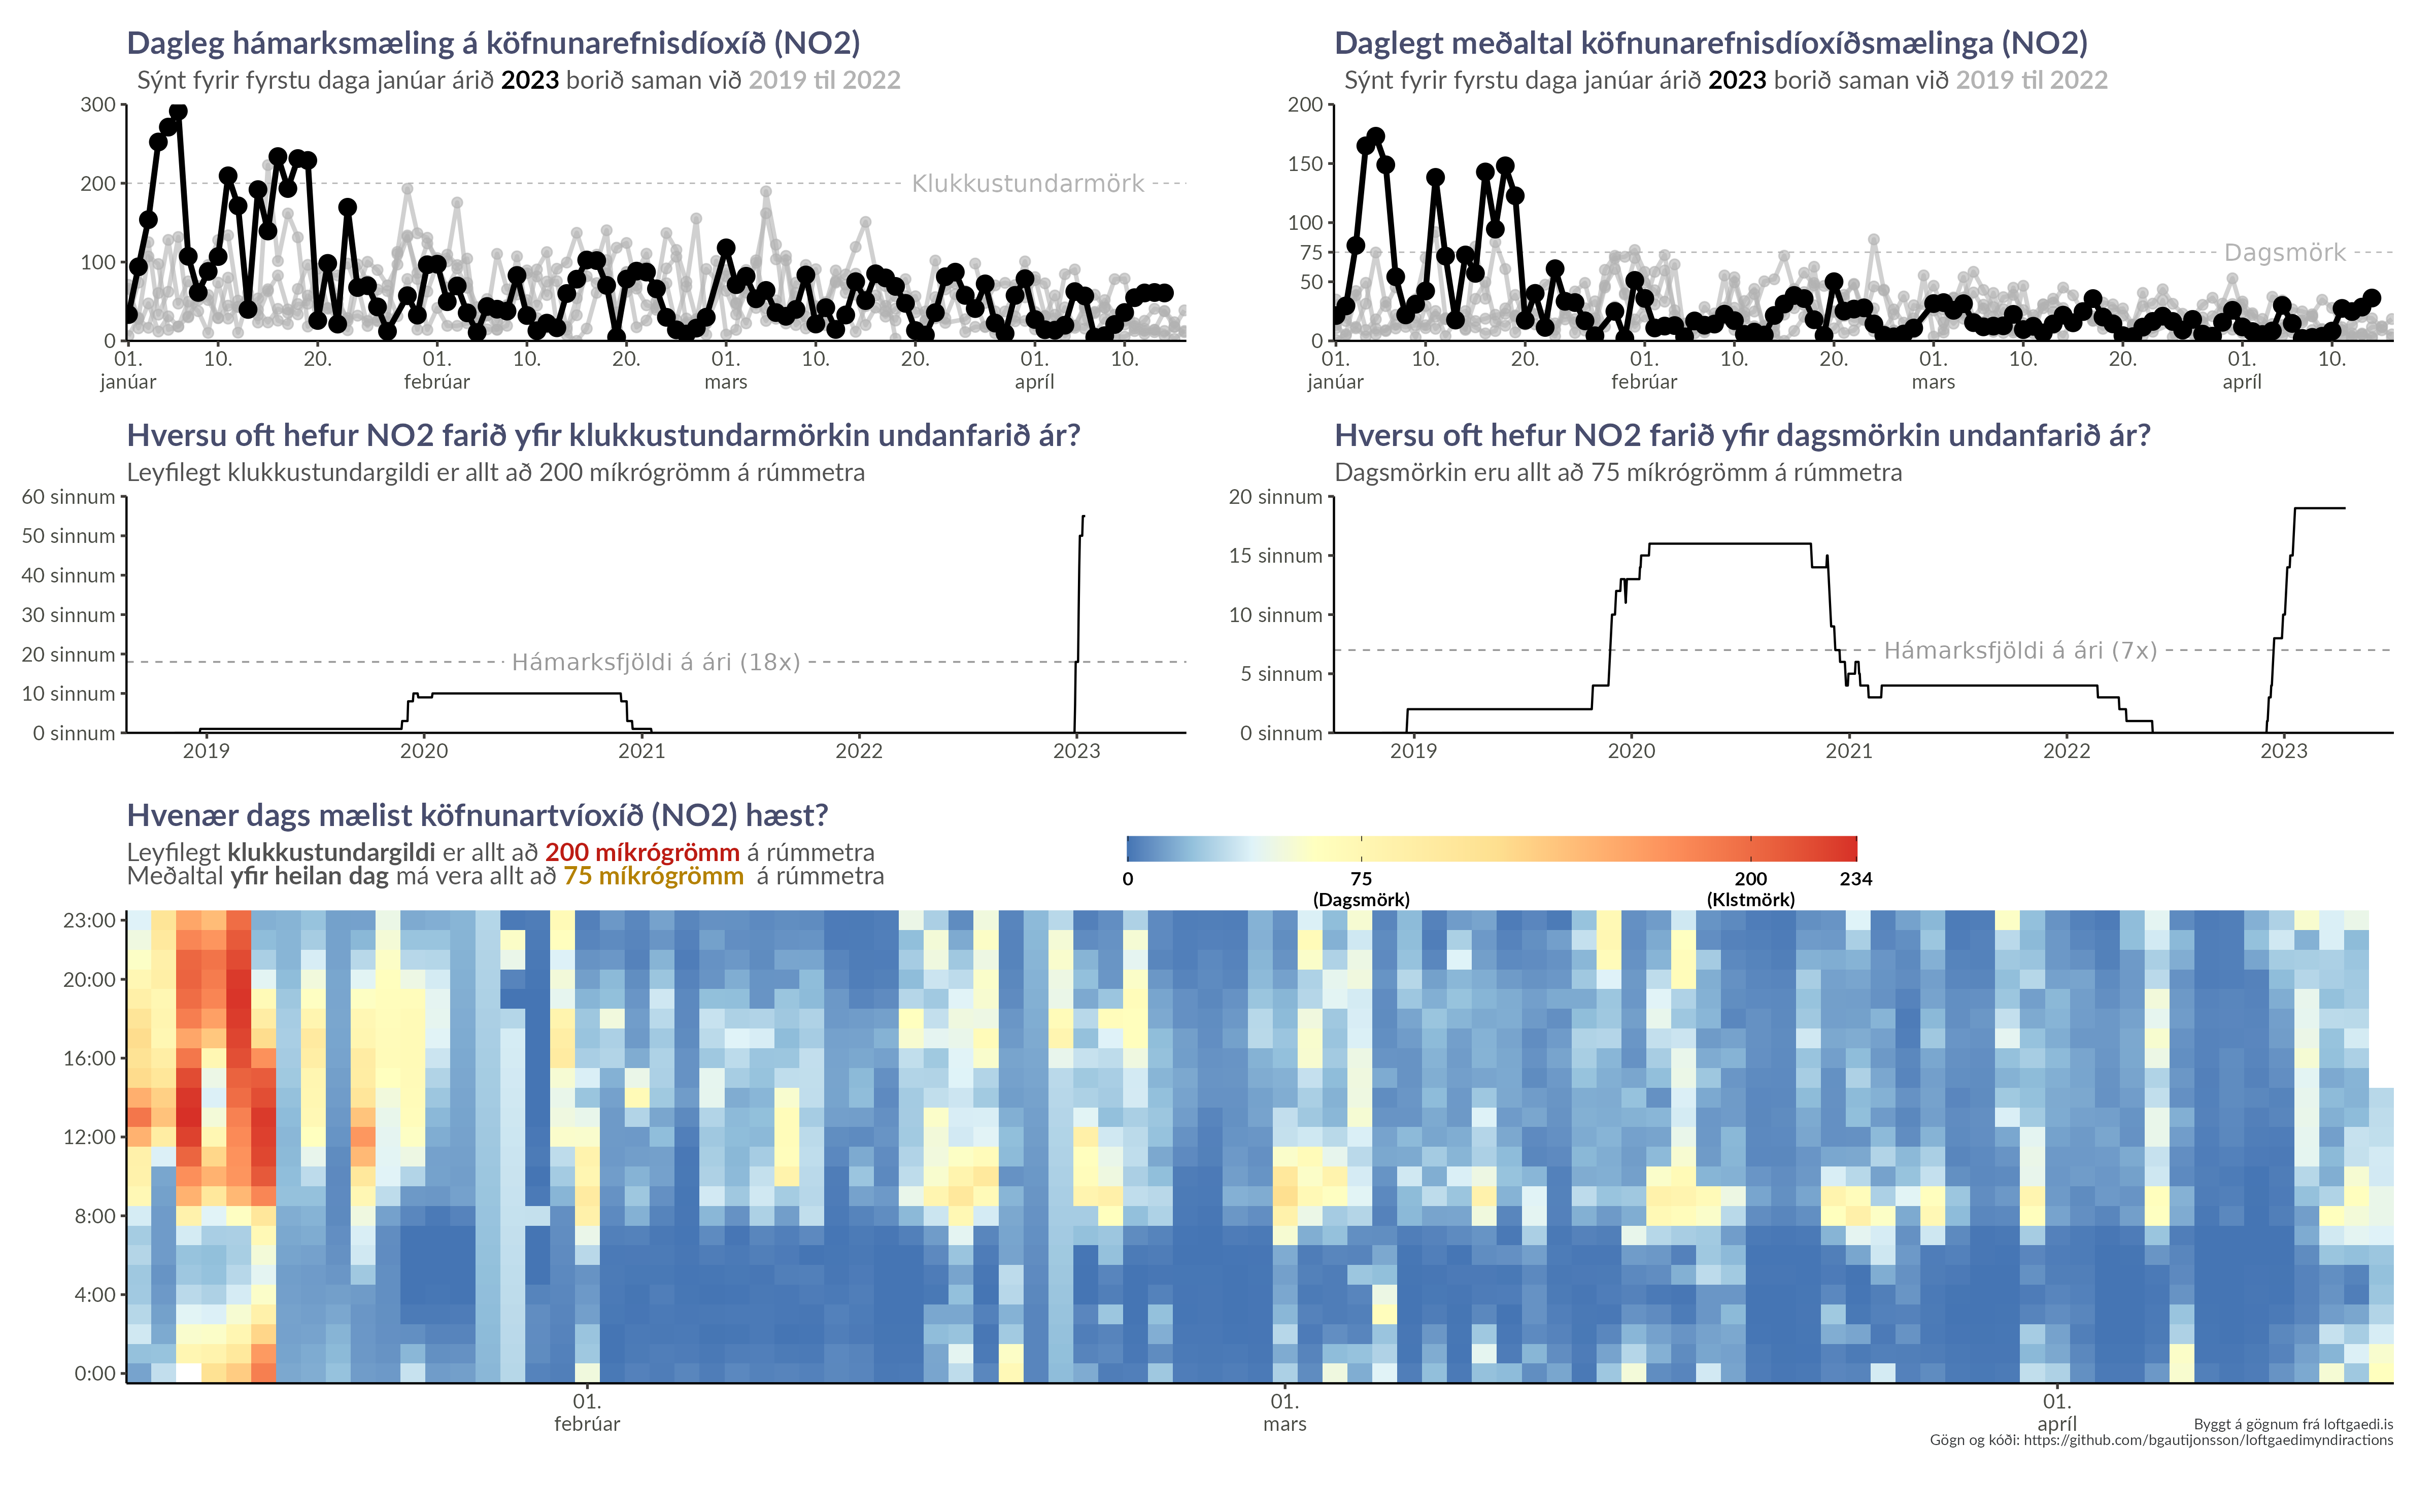 Dagleg hámarksmæling á köfnunarefnisdíoxíð (NO2)
Sýnt fyrir fyrstu daga janúar árið 2023 borið saman við 2019 til 2022
300
200
100
0
Klukkustundarmörk
01. 10. 20. 01. 10. 20. 01. 10. 20. 01. 10.
janúar febrúar mars apríl
Daglegt meðaltal köfnunarefnisdíoxíðsmælinga (NO2)
Sýnt fyrir fyrstu daga janúar árið 2023 borið saman við 2019 til 2022
200
150
100
75
50
0
Dagsmörk
01. 10. 20. 01. 10. 20. 01. 10. 20. 01. 10.
janúar febrúar mars apríl
Hversu oft hefur NO2 farið yfir klukkustundarmörkin undanfarið ár?
Leyfilegt klukkustundargildi er allt að 200 míkrógrömm á rúmmetra
60 sinnum
50 sinnum
40 sinnum
30 sinnum
20 sinnum
10 sinnum
0 sinnum
Hámarksfjöldi á ári (18x)
2019 2020 2021 2022 2023
Hversu oft hefur NO2 farið yfir dagsmörkin undanfarið ár?
Dagsmörkin eru allt að 75 míkrógrömm á rúmmetra
20 sinnum
15 sinnum
10 sinnum
5 sinnum
0 sinnum
Hámarksfjöldi á ári (7x)
2019 2020 2021 2022 2023
Hvenær dags mælist köfnunartvíoxíð (NO2) hæst?
Leyfilegt klukkustundargildi er allt að 200 míkrógrömm á rúmmetra
Meðaltal yfir heilan dag má vera allt að 75 míkrógrömm á rúmmetra
0 75 200 234
(Dagsmörk) (Klstmörk)
23:00
20:00
16:00
12:00
8:00
4:00
0:00
01. 01. 01.
febrúar mars apríl
Byggt á gögnum frá loftgaedi.is
Gögn og kóði: https://github.com/bgautijonsson/loftgaedimyndiractions